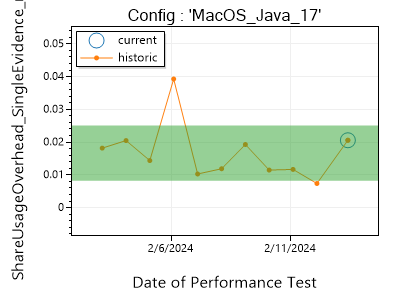 Config : 'MacOS_Java_17'
current
historic
0.05
0.04
0.03
0.02
0.01
0
2/6/2024
2/11/2024
Date of Performance Test
ShareUsageOverhead_SingleEvidence_